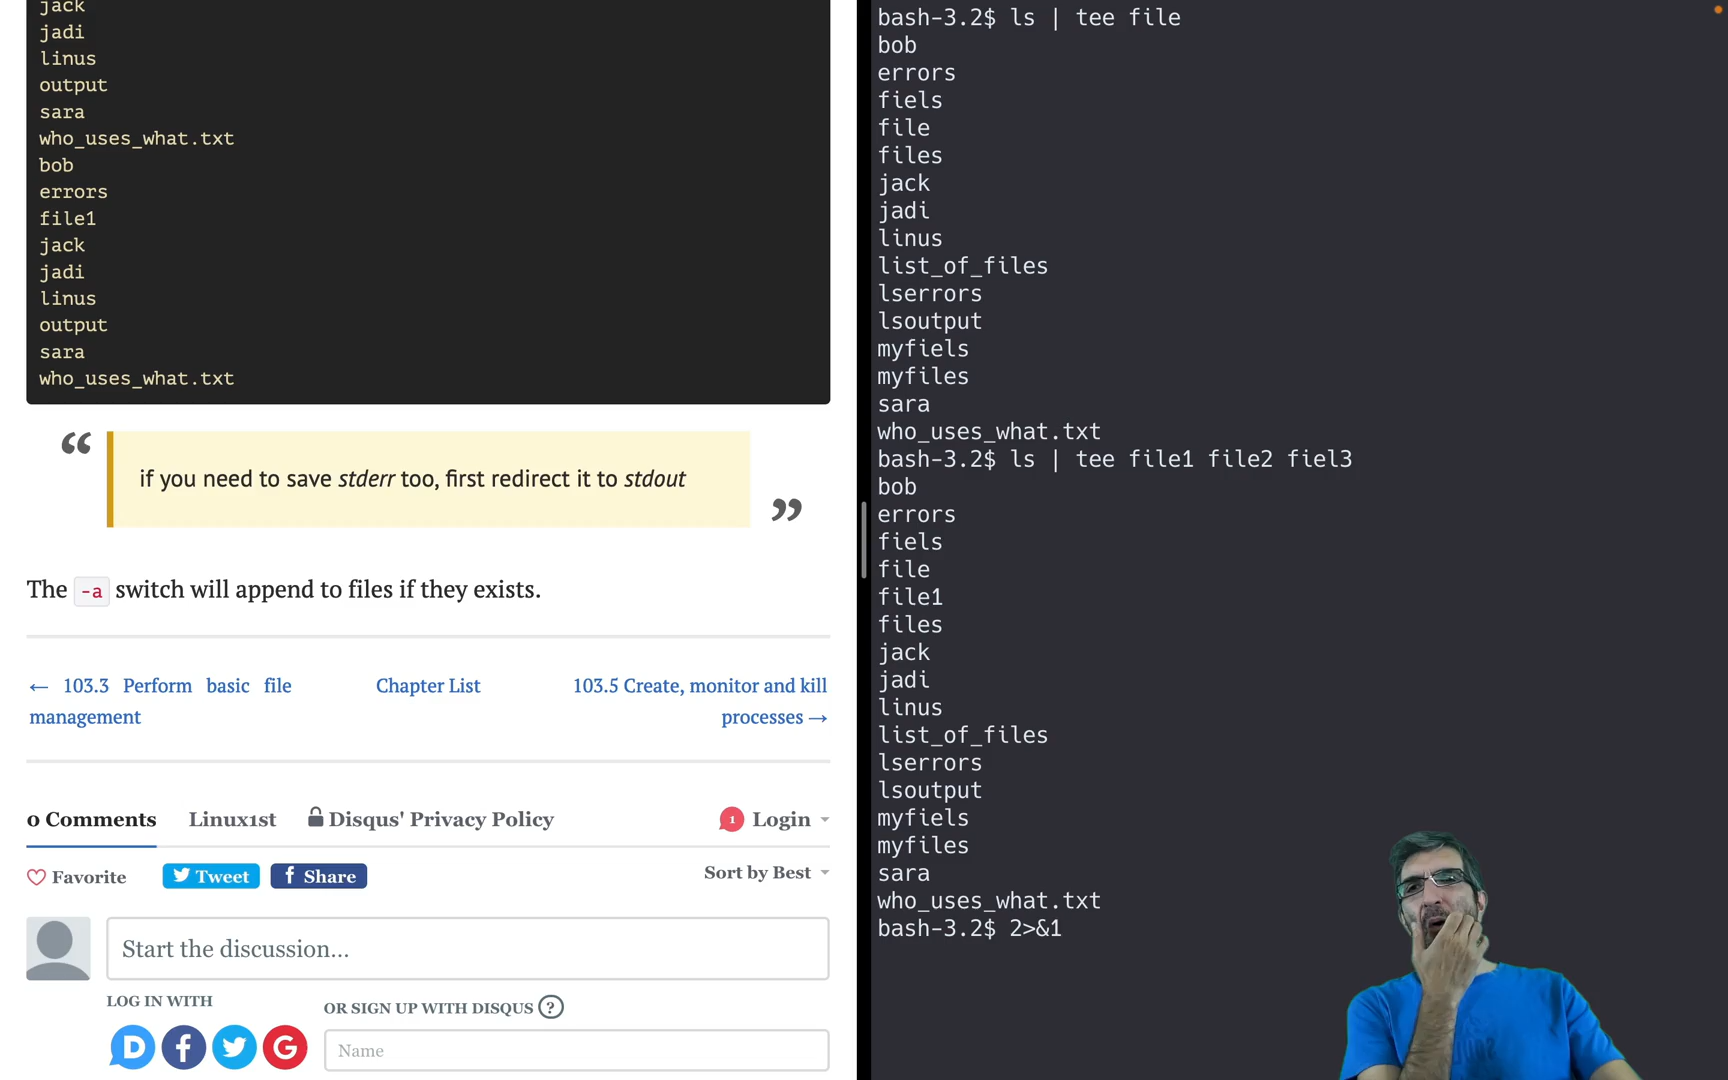 jack
jadi
linus
output
sara
who_uses_what.txt
bob
errors
file1
jack
jadi
linus
output
sara
who_uses_what.txt
“ if you need to save stderr too, first redirect it to stdout ”
The -a switch will append to files if they exists.
← 103.3 Perform basic file management
Chapter List
103.5 Create, monitor and kill processes →
0 Comments Linux1st Disqus' Privacy Policy 1 Login
Favorite Tweet f Share Sort by Best
Start the discussion...
LOG IN WITH
OR SIGN UP WITH DISQUS ?
D f G
Name
bash-3.2$ ls | tee file
bob
errors
fiels
file
files
jack
jadi
linus
list_of_files
lserrors
lsoutput
myfiels
myfiles
sara
who_uses_what.txt
bash-3.2$ ls | tee file1 file2 fiel3
bob
errors
fiels
file
file1
files
jack
jadi
linus
list_of_files
lserrors
lsoutput
myfiels
myfiles
sara
who_uses_what.txt
bash-3.2$ 2>&1